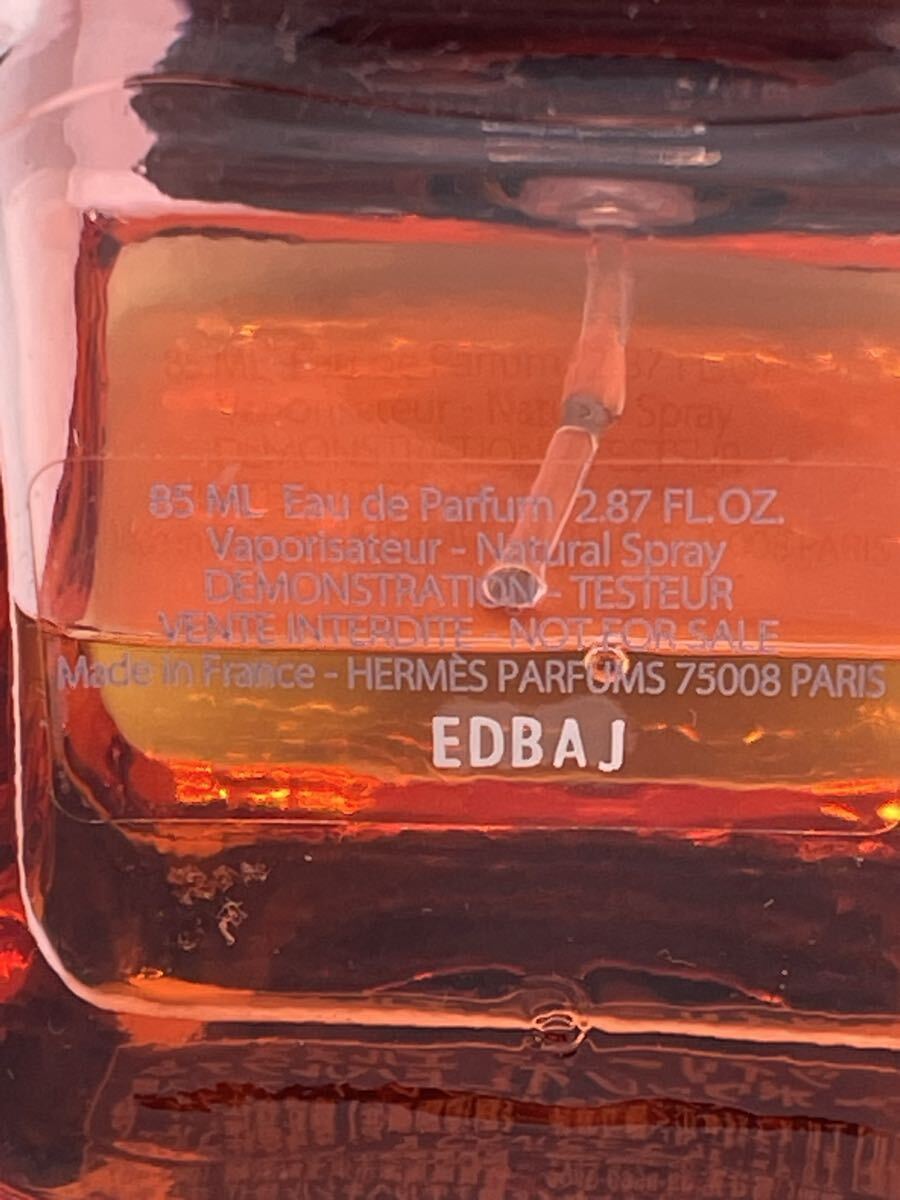 85 ML Eau de Parfum 2.87 FL.OZ.
Vaporisateur - Natural Spray
DEMONSTRATION - TESTEUR
VENTE INTERDITE - NOT FOR SALE
Made in France - HERMÈS PARFUMS 75008 PARIS
EDBAJ